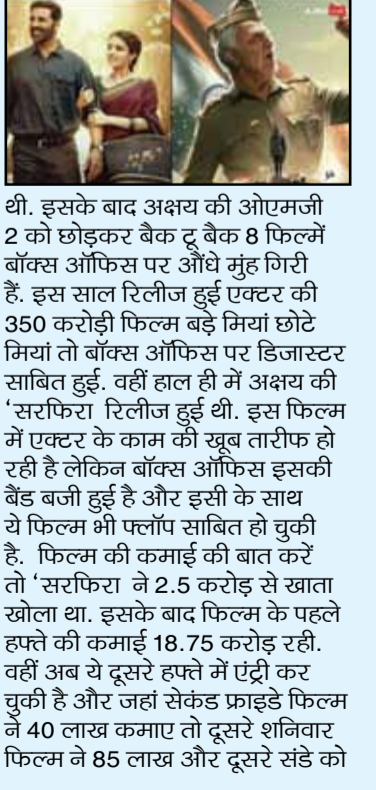 थी. इसके बाद अक्षय की ओएमजी
2 को छोड़कर बैक टू बैक 8 फिल्में
बॉक्स ऑफिस पर औंधे मुंह गिरी
हैं. इस साल रिलीज हुई एक्टर की
350 करोड़ी फिल्म बड़े मियां छोटे
मियां तो बॉक्स ऑफिस पर डिजास्टर
साबित हुई. वहीं हाल ही में अक्षय की
‘सरफिरा रिलीज हुई थी. इस फिल्म
में एक्टर के काम की खूब तारीफ हो
रही है लेकिन बॉक्स ऑफिस इसकी
बैंड बजी हुई है और इसी के साथ
ये फिल्म भी फ्लॉप साबित हो चुकी
है. फिल्म की कमाई की बात करें
तो ‘सरफिरा ने 2.5 करोड़ से खाता
खोला था. इसके बाद फिल्म के पहले
हफ्ते की कमाई 18.75 करोड़ रही.
वहीं अब ये दूसरे हफ्ते में एंट्री कर
चुकी है और जहां सेकंड फ्राइडे फिल्म
ने 40 लाख कमाए तो दूसरे शनिवार
फिल्म ने 85 लाख और दूसरे संडे को